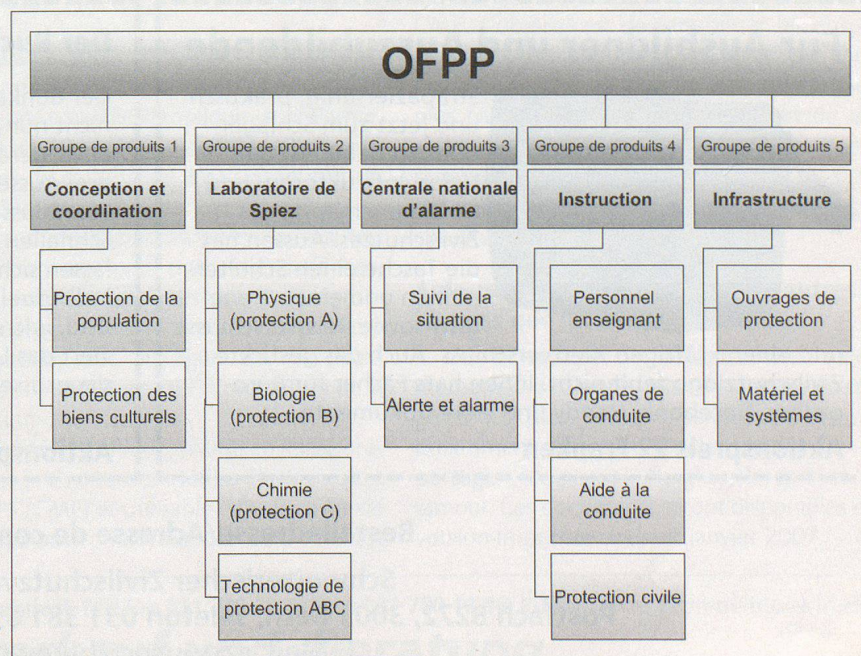 OFPP
Groupe de produits 1
Conception et
coordination
Protection de la
population
Protection des
biens culturels
Groupe de produits 2
Laboratoire de
Spiez
Physique
(protection A)
Biologie
(protection B)
Chimie
(protection C)
Technologie de
protection ABC
Groupe de produits 3
Centrale nationale
d'alarme
Suivi de la
situation
Alerte et alarme
Groupe de produits 4
Instruction
Personnel
enseignant
Organes de
conduite
Aide à la
conduite
Protection civile
Groupe de produits 5
Infrastructure
Ouvrages de
protection
Matériel et
systèmes